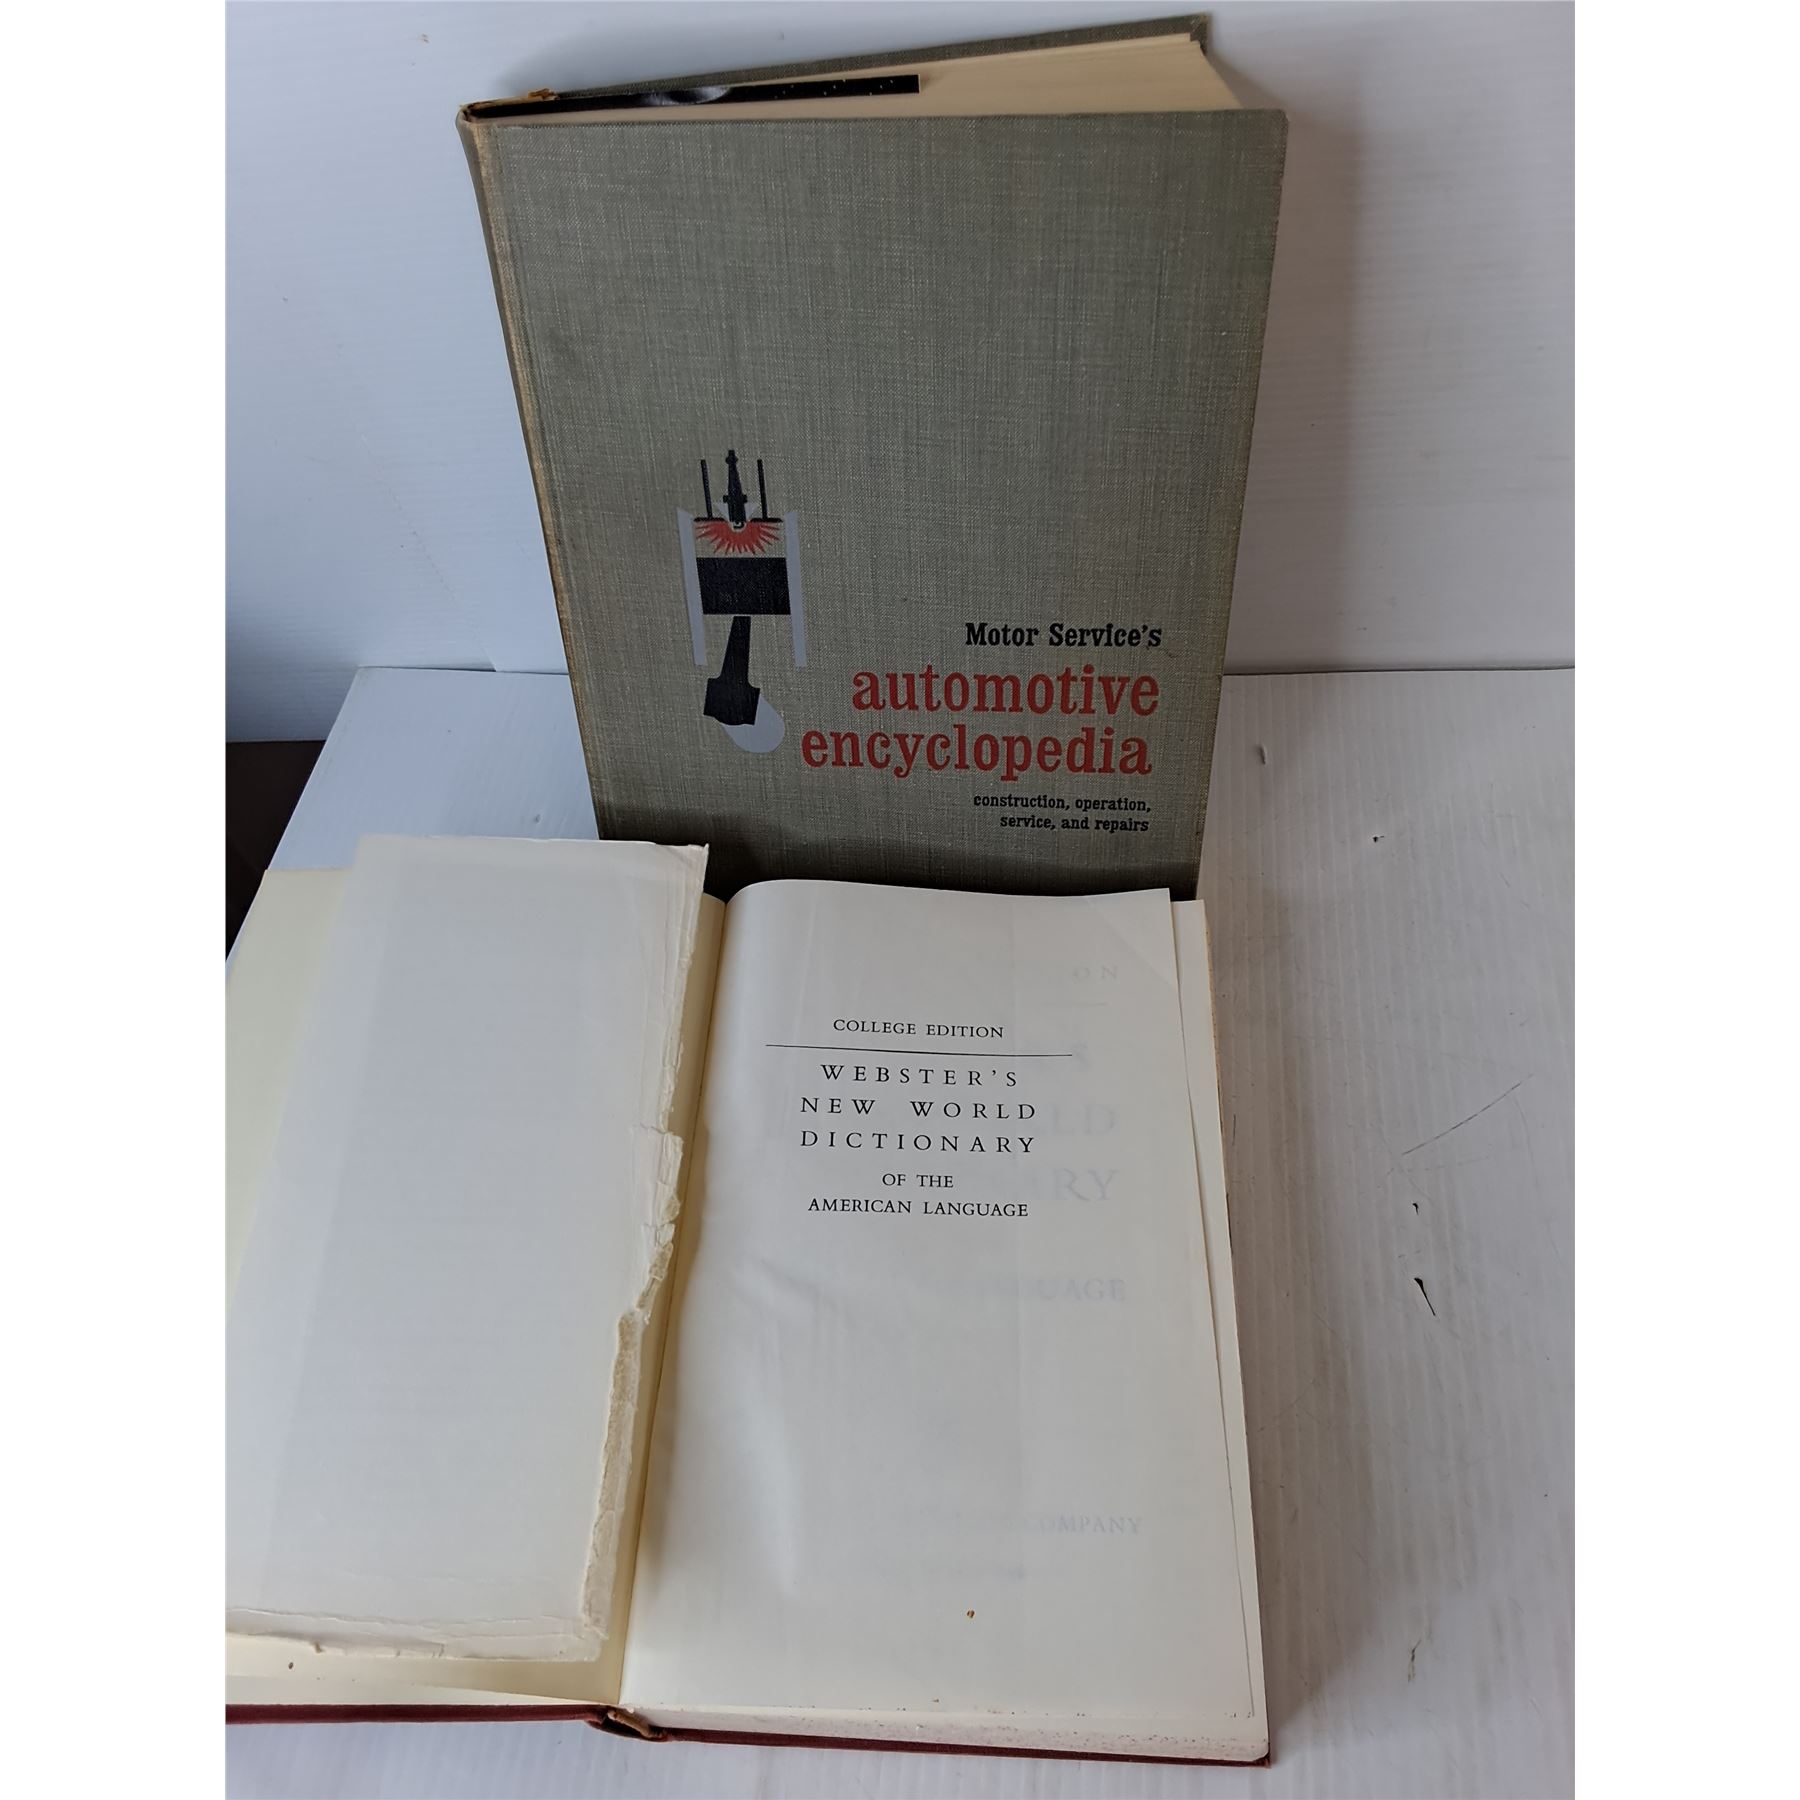 Motor Service's
automotive
encyclopedia
construction, operation,
service, and repairs
COLLEGE EDITION
WEBSTER'S
NEW WORLD
DICTIONARY
OF THE
AMERICAN LANGUAGE
COMPANY